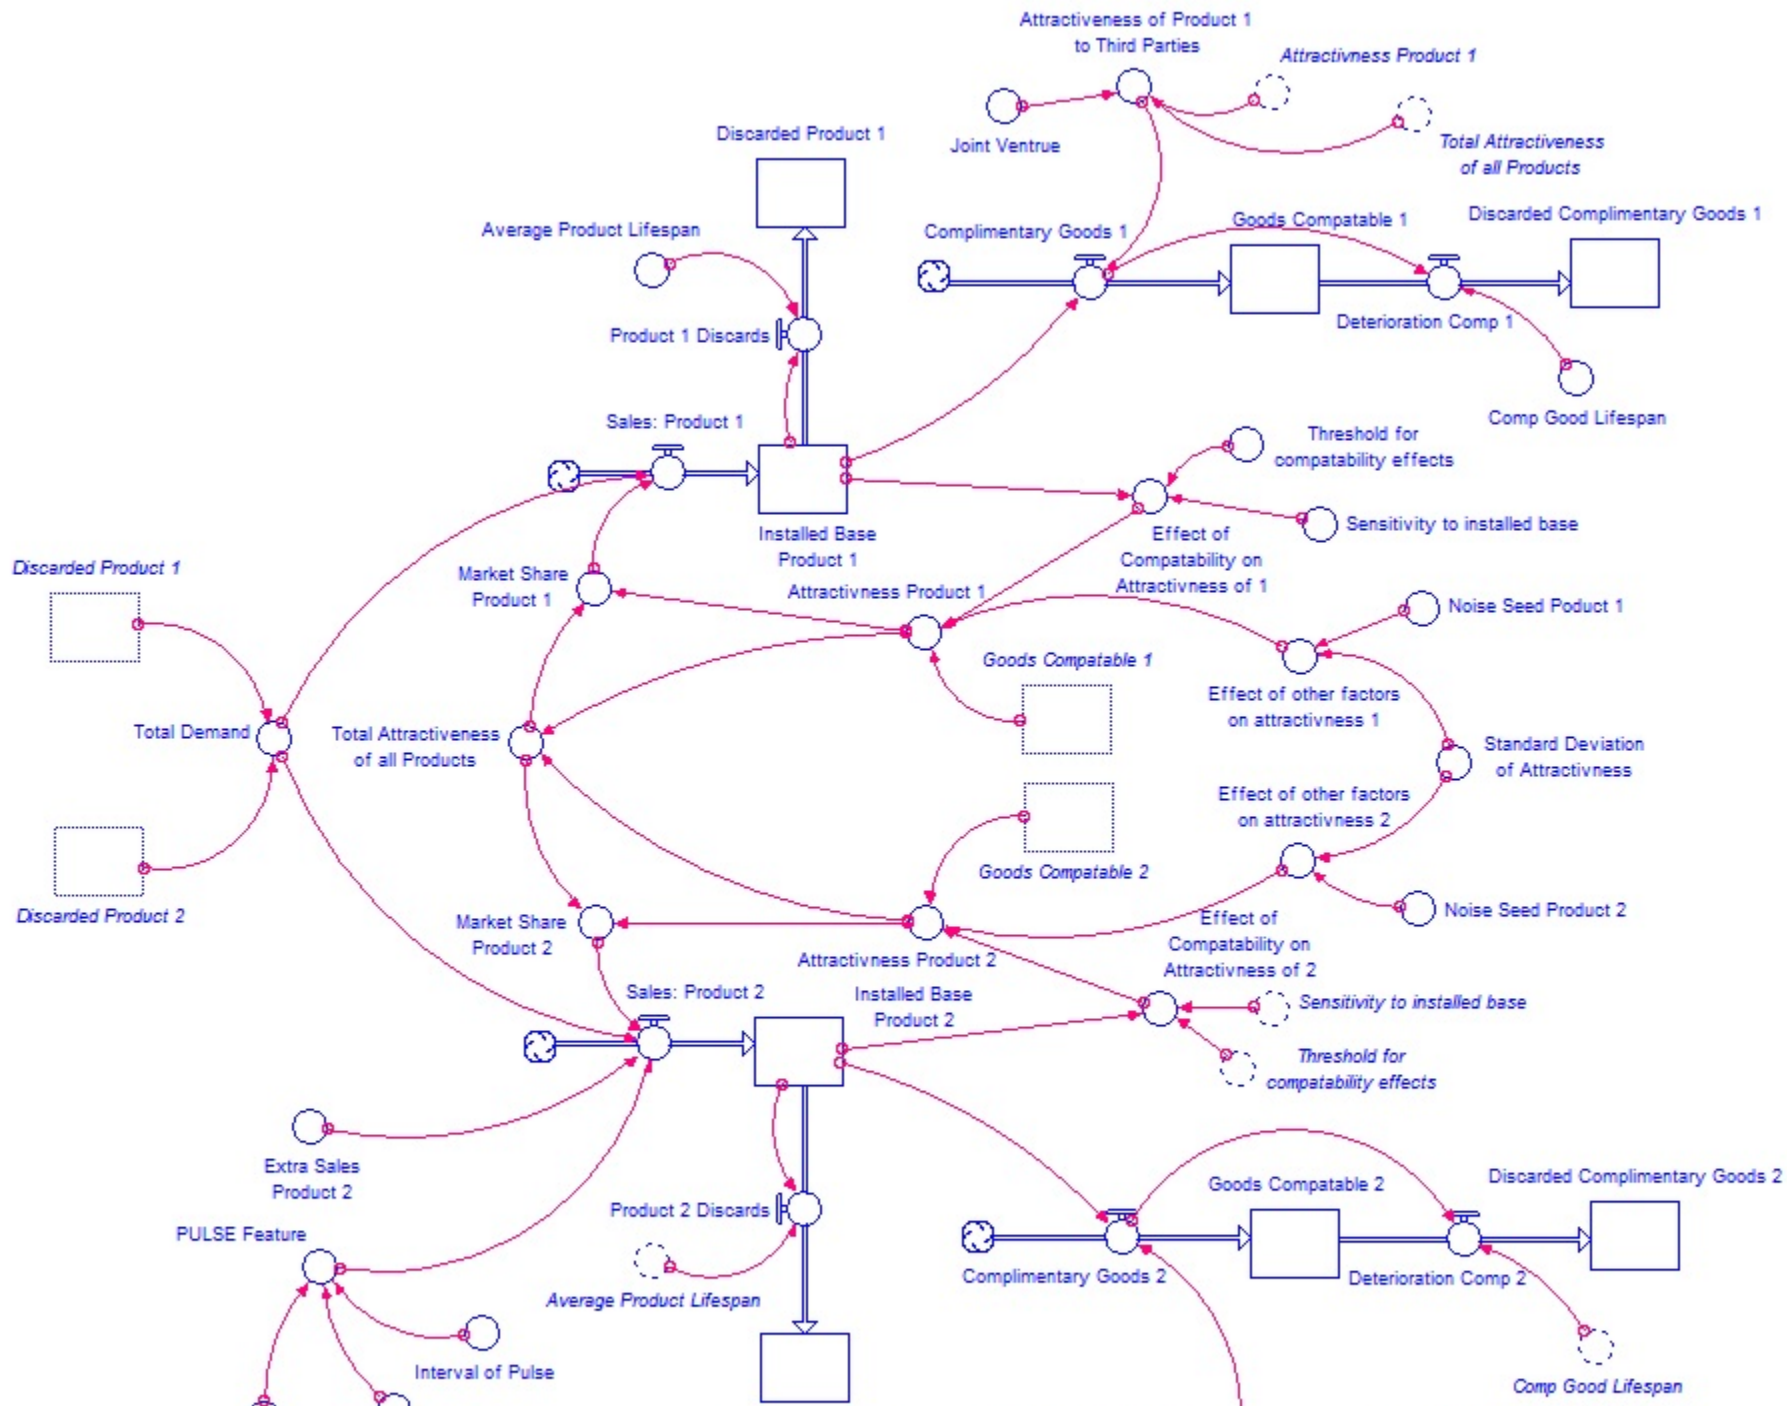 Attractiveness of Product 1
to Third Parties
Attractivness Product 1
Joint Ventrue
Total Attractiveness
of all Products
Discarded Product 1
Average Product Lifespan
Complimentary Goods 1
Goods Compatable 1
Discarded Complimentary Goods 1
Product 1 Discards
Deterioration Comp 1
Comp Good Lifespan
Sales: Product 1
Threshold for
compatability effects
Installed Base
Product 1
Effect of
Compatability on
Attractivness of 1
Sensitivity to installed base
Discarded Product 1
Market Share
Product 1
Attractivness Product 1
Noise Seed Poduct 1
Goods Compatable 1
Effect of other factors
on attractivness 1
Total Demand
Total Attractiveness
of all Products
Standard Deviation
of Attractivness
Effect of other factors
on attractivness 2
Goods Compatable 2
Discarded Product 2
Market Share
Product 2
Noise Seed Product 2
Attractivness Product 2
Effect of
Compatability on
Attractivness of 2
Sales: Product 2
Installed Base
Product 2
Sensitivity to installed base
Threshold for
compatability effects
Extra Sales
Product 2
PULSE Feature
Product 2 Discards
Average Product Lifespan
Goods Compatable 2
Discarded Complimentary Goods 2
Complimentary Goods 2
Deterioration Comp 2
Interval of Pulse
Comp Good Lifespan